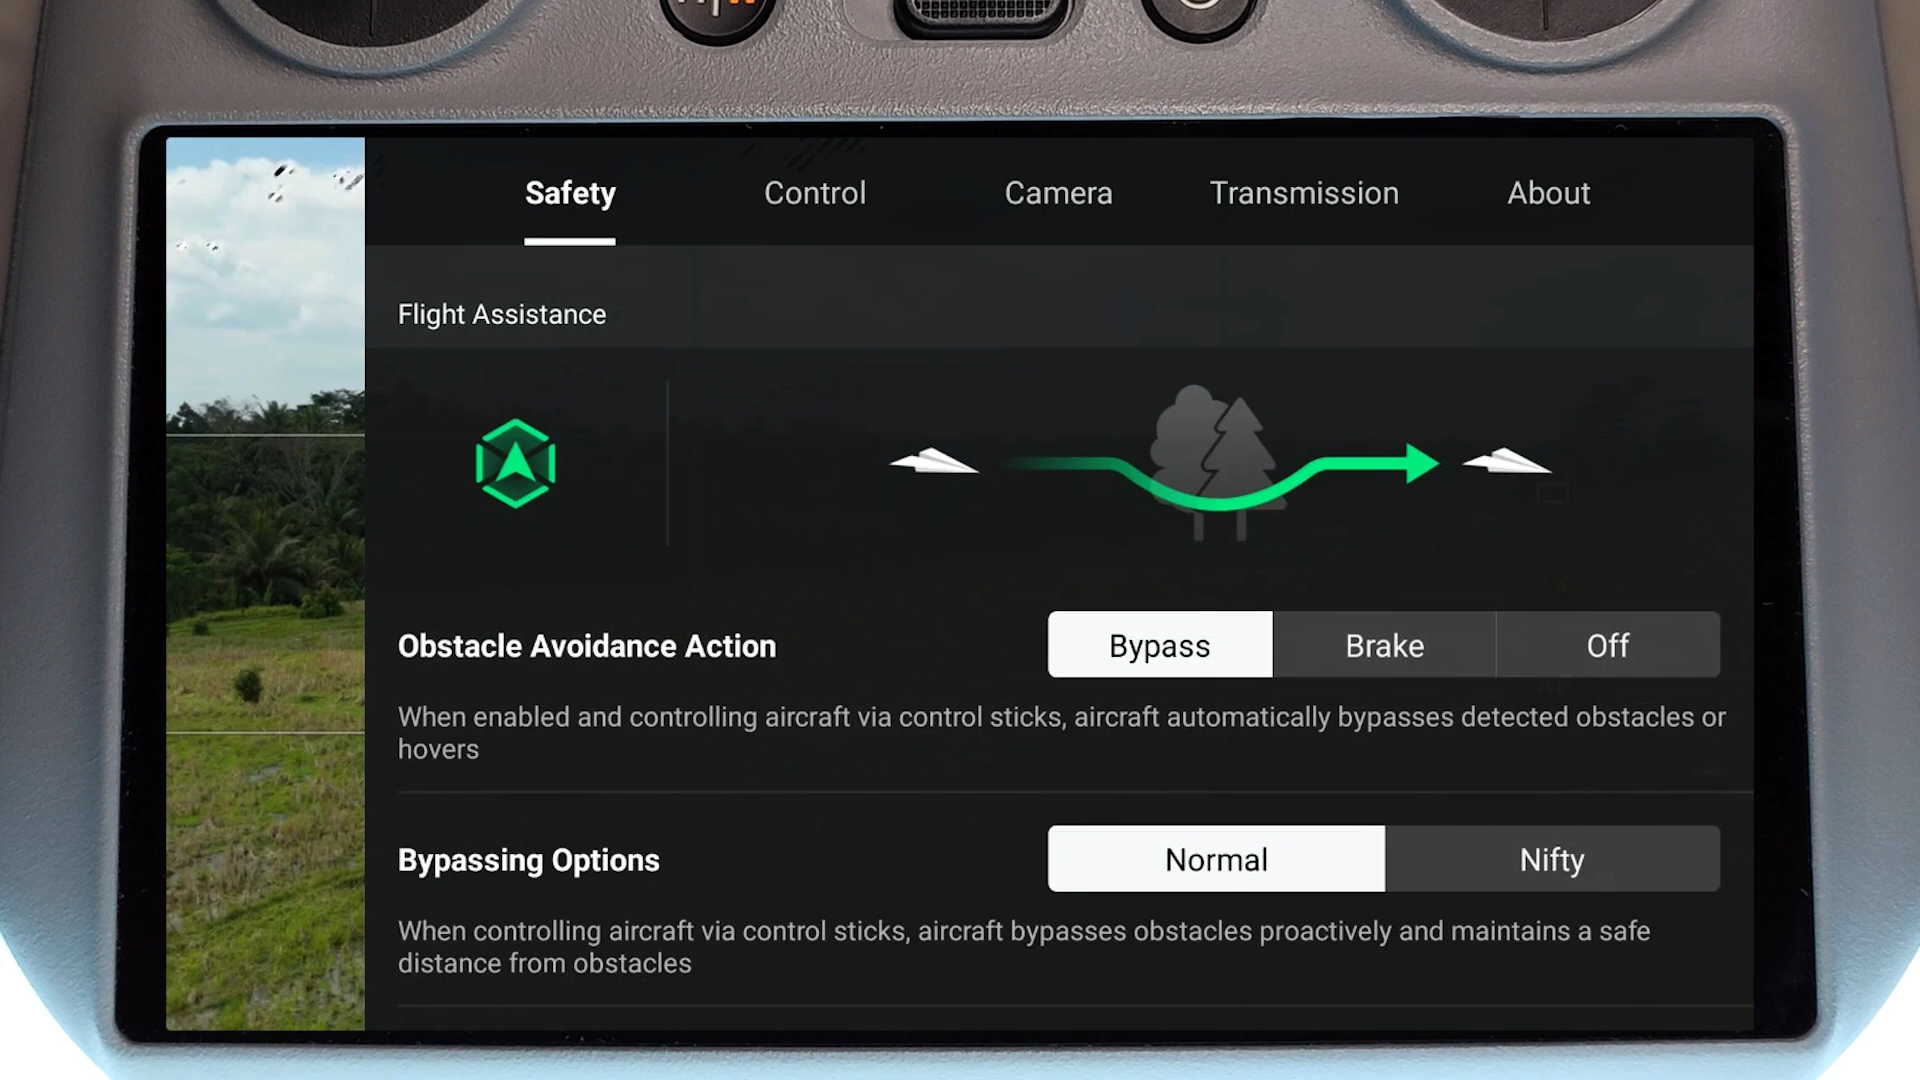 Safety Control Camera Transmission About
Flight Assistance
Obstacle Avoidance Action Bypass Brake Off
When enabled and controlling aircraft via control sticks, aircraft automatically bypasses detected obstacles or
hovers
Bypassing Options Normal Nifty
When controlling aircraft via control sticks, aircraft bypasses obstacles proactively and maintains a safe
distance from obstacles